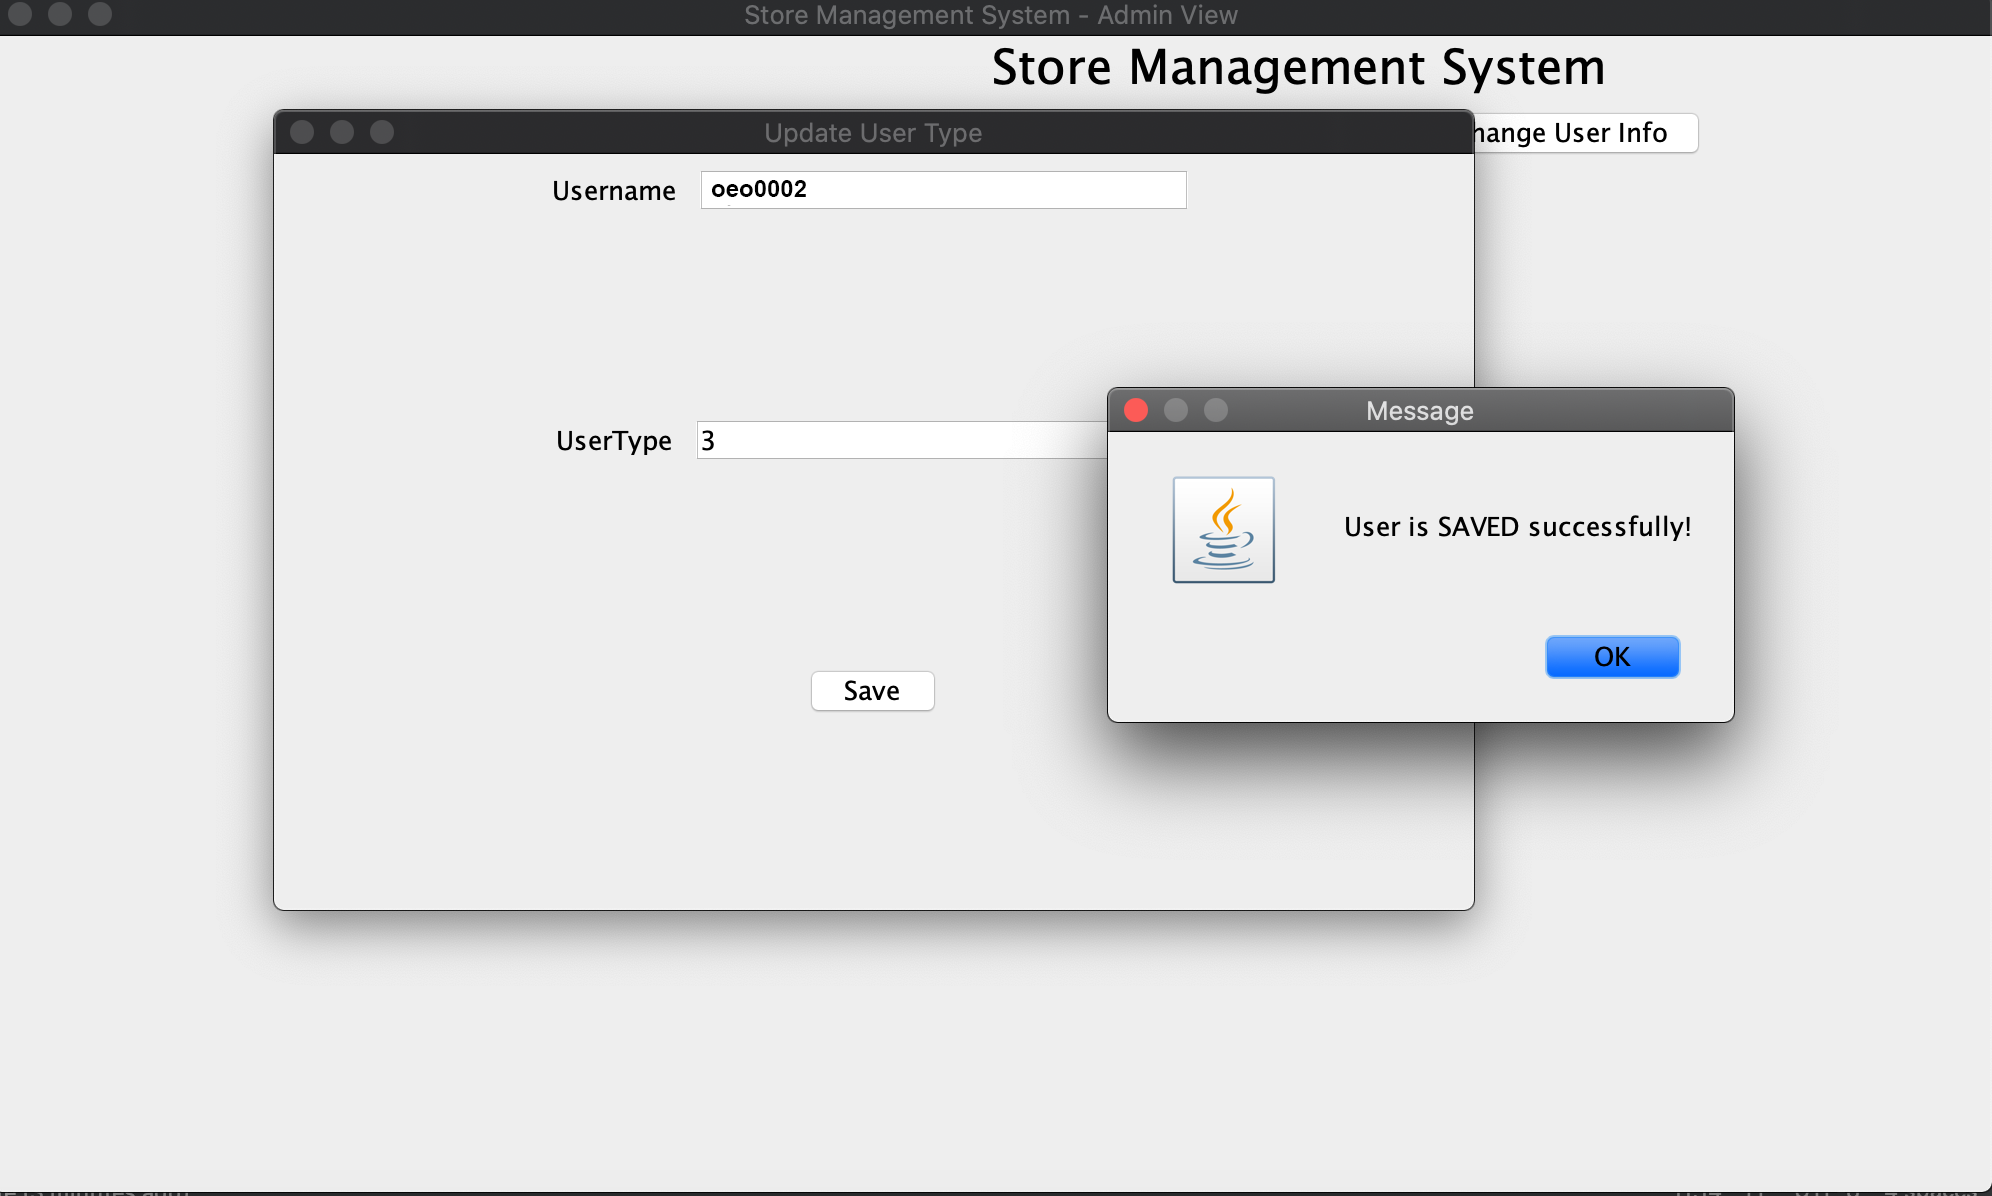 Store Management System - Admin View
Store Management System
Update User Type
hange User Info
Username oeo0002
UserType 3
Message
User is SAVED successfully!
OK
Save